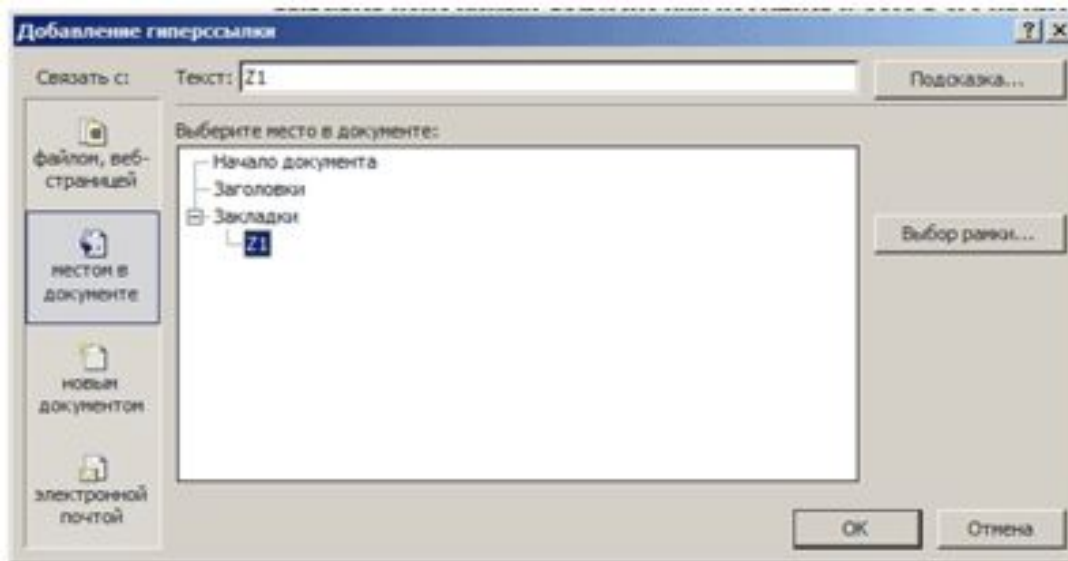 Добавление гиперссылки
Связать с:
Текст: Z1
Подсказка...
файлом, веб-
страницей
Выберите место в документе:
Начало документа
Заголовки
Закладки
Z1
Выбор рамки...
местом в
документе
новым
документом
электронной
почтой
OK
Отмена